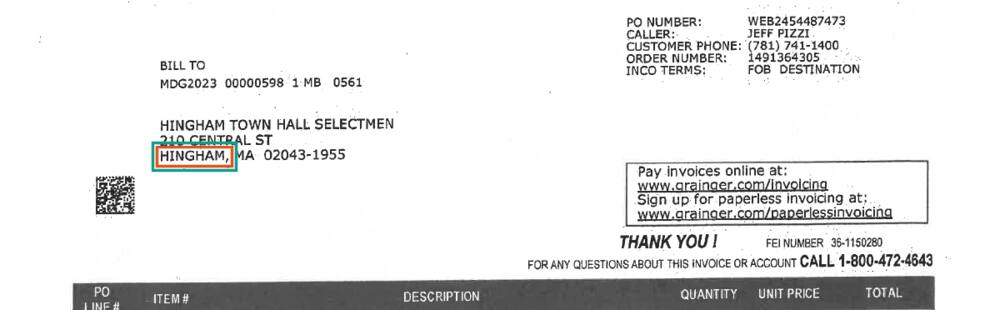 PO NUMBER: WEB2454487473
CALLER: JEFF PIZZI
CUSTOMER PHONE: (781) 741-1400
ORDER NUMBER: 1491364305
INCO TERMS: FOB DESTINATION
BILL TO
MDG2023 00000598 1 MB 0561
HINGHAM TOWN HALL SELECTMEN
210 CENTRAL ST
HINGHAM, MA 02043-1955
Pay invoices online at:
www.grainger.com/invoicing
Sign up for paperless invoicing at:
www.grainger.com/paperlessinvoicing
THANK YOU !
FEI NUMBER 36-1150280
FOR ANY QUESTIONS ABOUT THIS INVOICE OR ACCOUNT CALL 1-800-472-4643
PO LINE # ITEM # DESCRIPTION QUANTITY UNIT PRICE TOTAL